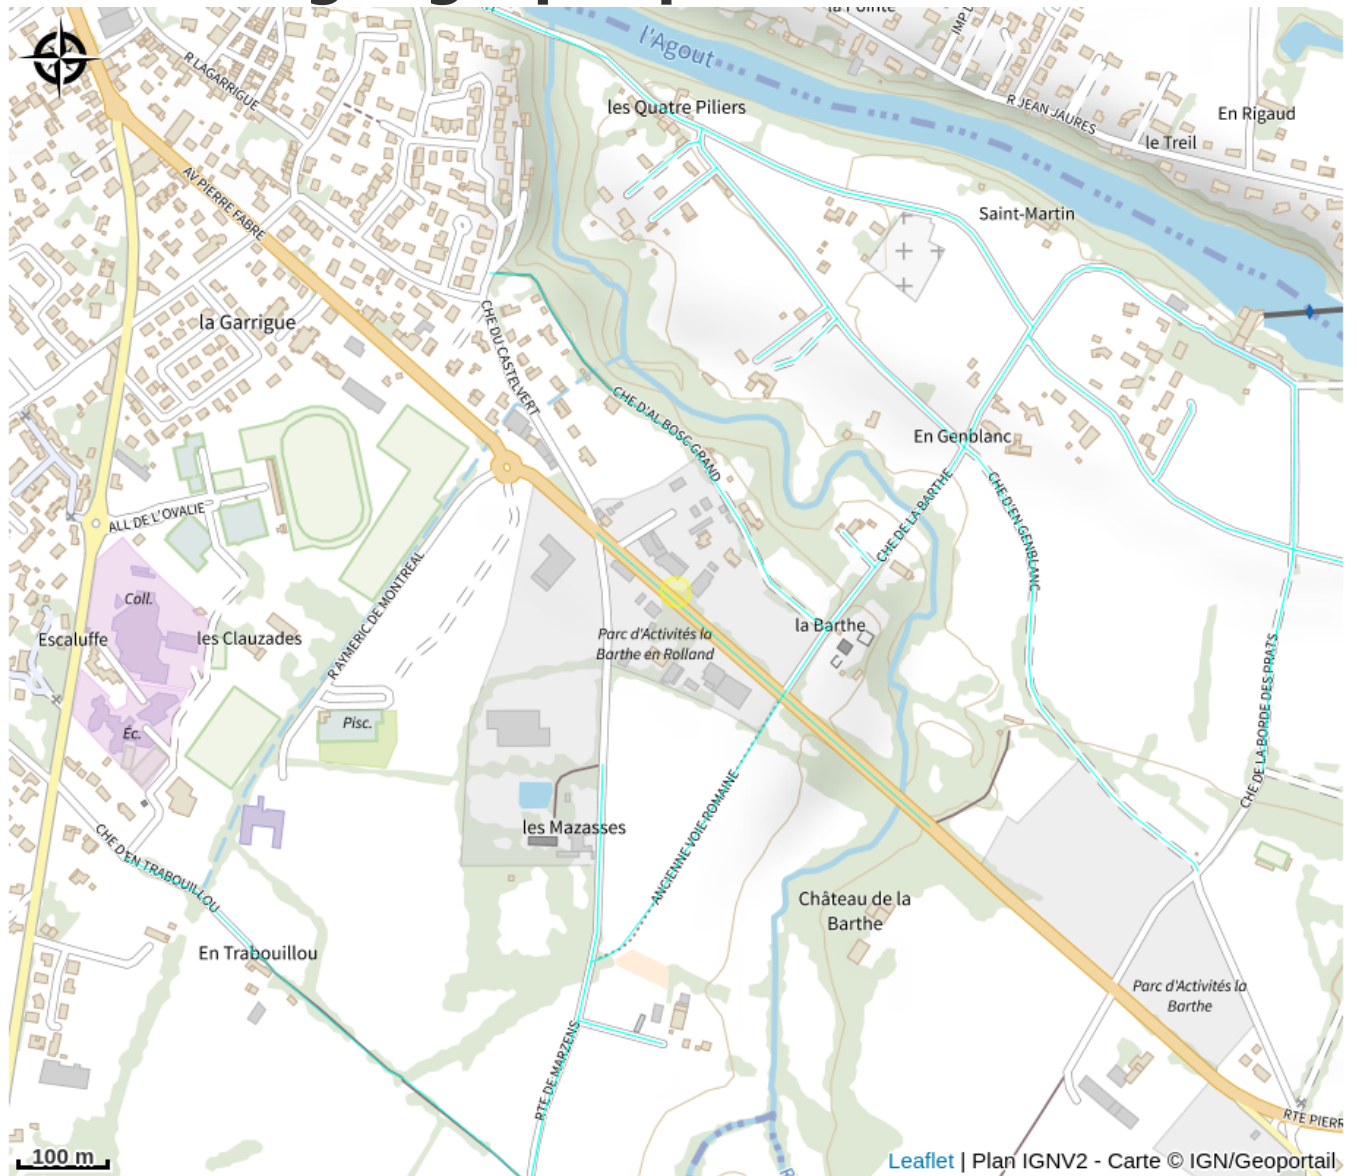 l'Agout
les Quatre Piliers
R LAGARRIGUE
R JEAN JAURES
En Rigaud
le Treil
AV PIERRE FABRE
Saint-Martin
la Garrigue
CHE DU CASTELVERT
CHE D'AL BOSC GRAND
En Genblanc
CHE DE LA BARTHE
CHE D'EN GENBLANC
ALL DE L'OVALIE
Coll.
Escaluffe
les Clauzades
R AYMERIC DE MONTREAL
Parc d'Activités la
Barthe en Rolland
la Barthe
Pisc.
Éc.
CHE DE LA BORDE DES PRATS
les Mazasses
ANCIENNE VOIE ROMAINE
CHE D'EN TRABOUILLOU
Château de la
Barthe
En Trabouillou
Parc d'Activités la
Barthe
RTE DE MARZENS
RTE PIERR
100 m
Leaflet | Plan IGNV2 - Carte © IGN/Geoportail